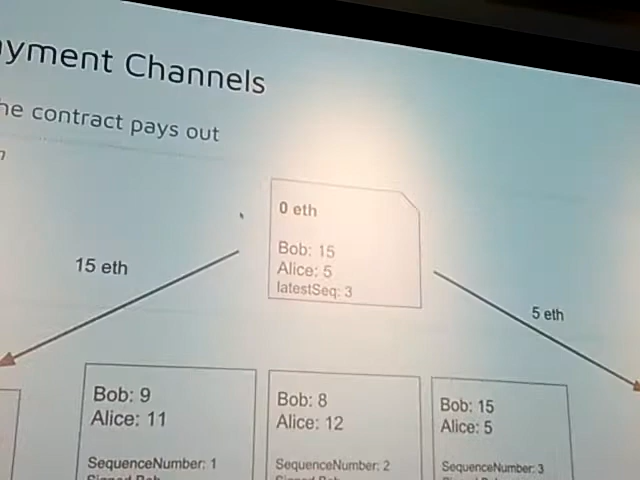 yment Channels
he contract pays out
0 eth
Bob: 15
Alice: 5
latestSeq: 3
15 eth
5 eth
Bob: 9
Alice: 11
SequenceNumber: 1
Bob: 8
Alice: 12
SequenceNumber: 2
Bob: 15
Alice: 5
SequenceNumber: 3